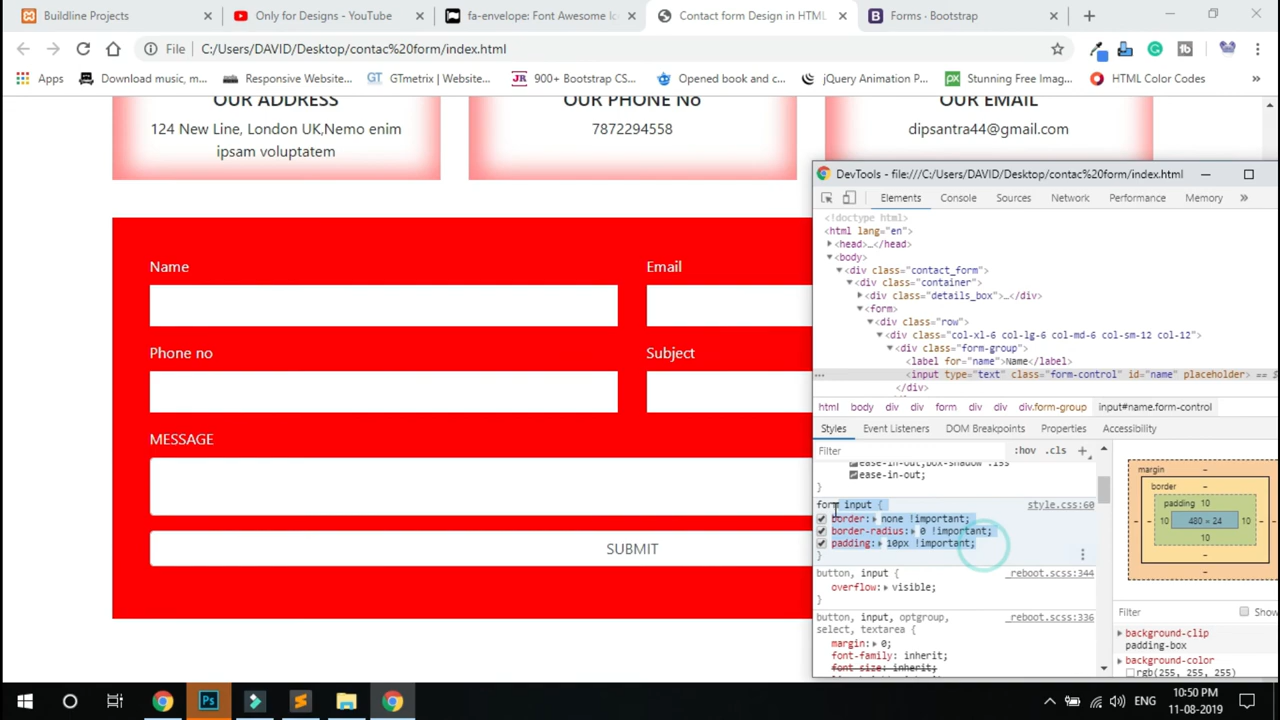 Buildline Projects
Only for Designs - YouTube
fa-envelope: Font Awesome Ic
Contact form Design in HTML
Forms · Bootstrap
File
C:/Users/DAVID/Desktop/contac%20form/index.html
Apps
Download music, m...
Responsive Website...
GT
GTmetrix | Website...
JR
900+ Bootstrap CS...
Opened book and c...
jQuery Animation P...
px
Stunning Free Imag...
HTML Color Codes
»
OUR ADDRESS
124 New Line, London UK,Nemo enim
ipsam voluptatem
OUR PHONE No
7872294558
OUR EMAIL
dipsantra44@gmail.com
Name
Email
Phone no
Subject
MESSAGE
SUBMIT
DevTools - file:///C:/Users/DAVID/Desktop/contac%20form/index.html
Elements Console Sources Network Performance Memory »
<!doctype html>
<html lang="en">
<head>…</head>
<body>
<div class="contact_form">
<div class="container">
<div class="details_box">…</div>
<form>
<div class="row">
<div class="col-xl-6 col-lg-6 col-md-6 col-sm-12 col-12">
<div class="form-group">
<label for="name">Name</label>
<input type="text" class="form-control" id="name" placeholder> == $
</div>
html body div div form div div div.form-group input#name.form-control
Styles Event Listeners DOM Breakpoints Properties Accessibility
Filter :hov .cls +
ease-in-out,box-shadow .15s
ease-in-out;
}
form input { style.css:60
border: none !important;
border-radius: 0 !important;
padding: 10px !important;
}
button, input { _reboot.scss:344
overflow: visible;
}
button, input, optgroup, _reboot.scss:336
select, textarea {
margin: 0;
font-family: inherit;
font-size: inherit;
margin –
border –
padding 10
10 480 × 24 10
10
–
–
Filter Show
background-clip
padding-box
background-color
rgb(255, 255, 255)
Ps
ENG
10:50 PM
11-08-2019